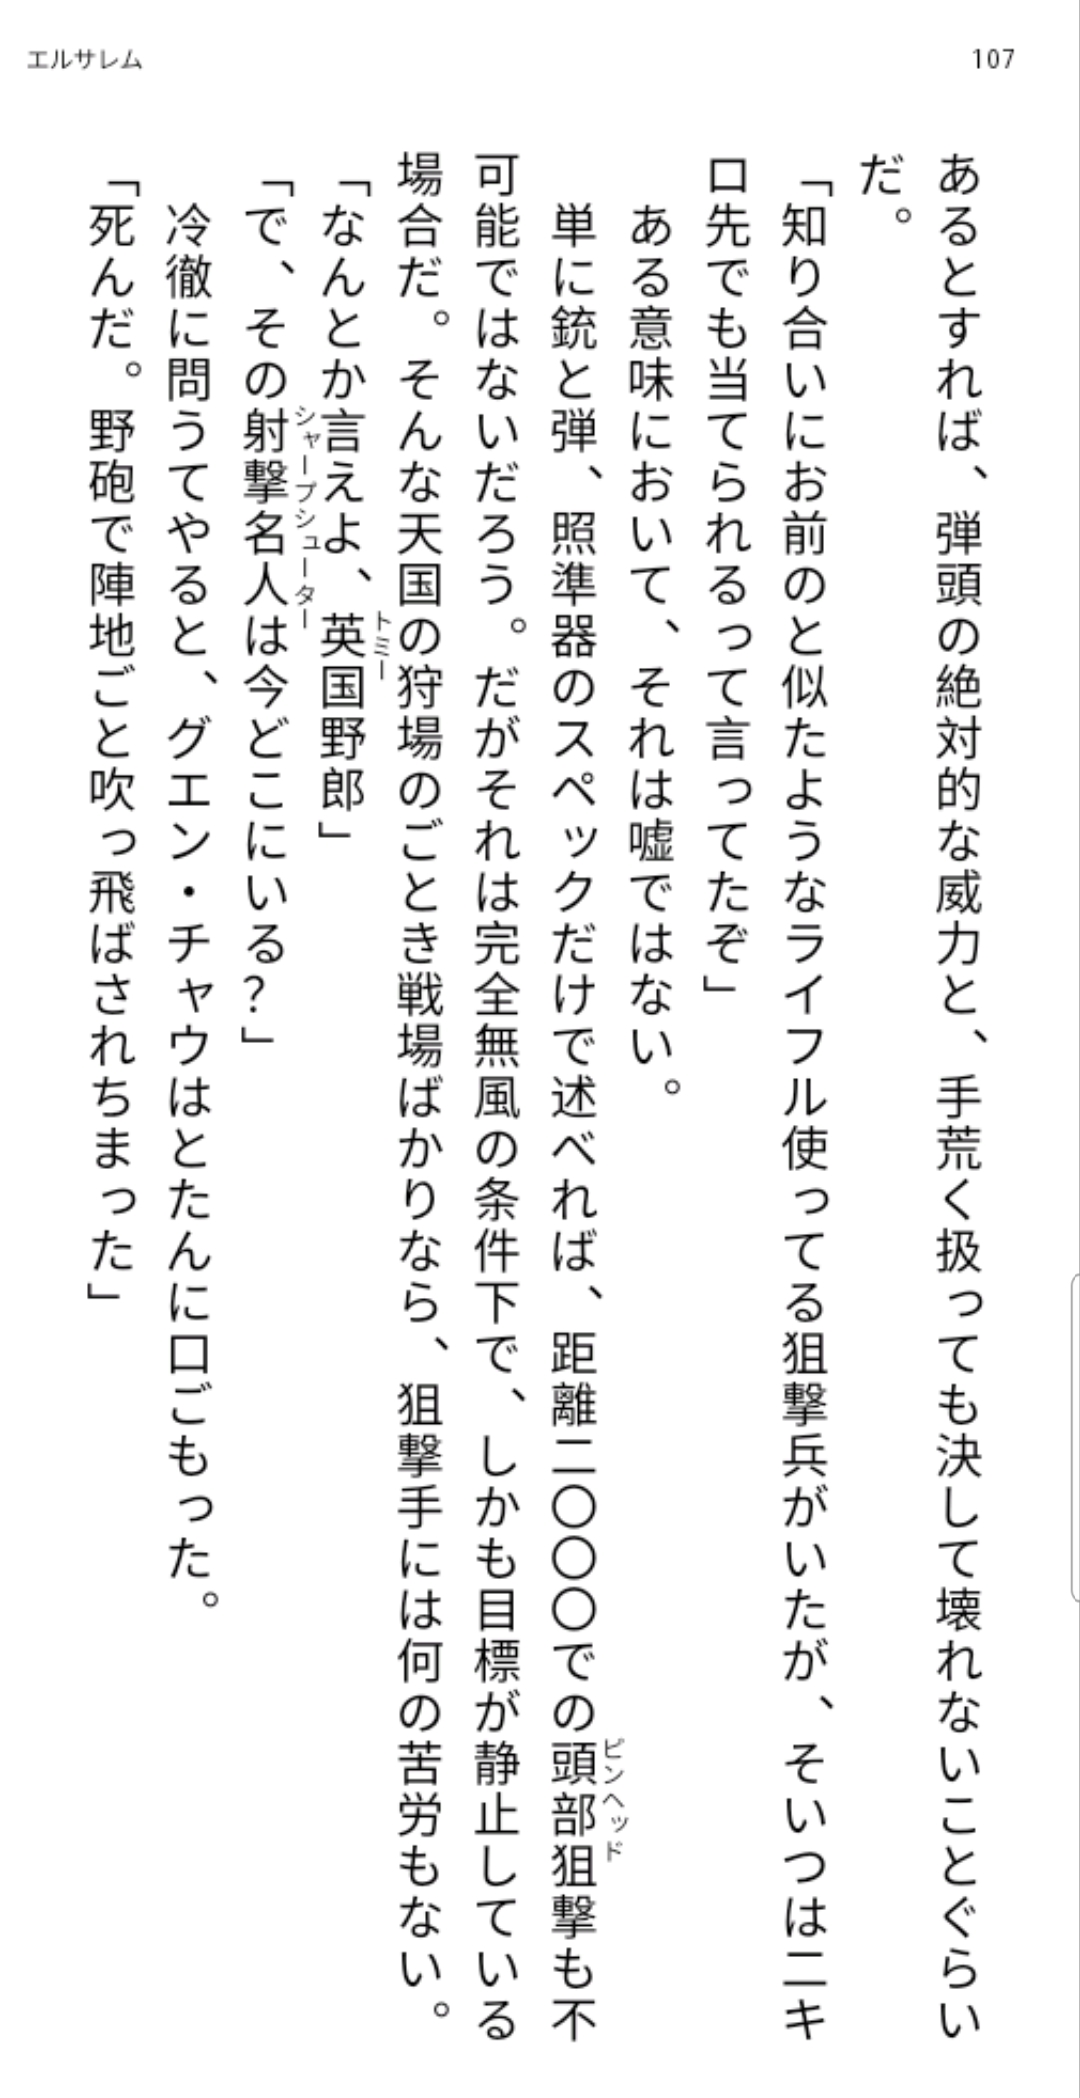 エルサレム
107
あるとすれば、弾頭の絶対的な威力と、手荒く扱っても決して壊れないことぐらい
だ。
「知り合いにお前のと似たようなライフル使ってる狙撃兵がいたが、そいつは二キ
ロ先でも当てられるって言ってたぞ」
ある意味において、それは嘘ではない。
単に銃と弾、照準器のスペックだけで述べれば、距離二〇〇〇での頭部狙撃も不
ピンヘッド
可能ではないだろう。だがそれは完全無風の条件下で、しかも目標が静止している
場合だ。そんな天国の狩場のごとき戦場ばかりなら、狙撃手には何の苦労もない。
「なんとか言えよ、英国野郎」
トミー
「で、その射撃名人は今どこにいる？」
シャープシューター
冷徹に問うてやると、グエン・チャウはとたんに口ごもった。
「死んだ。野砲で陣地ごと吹っ飛ばされちまった」